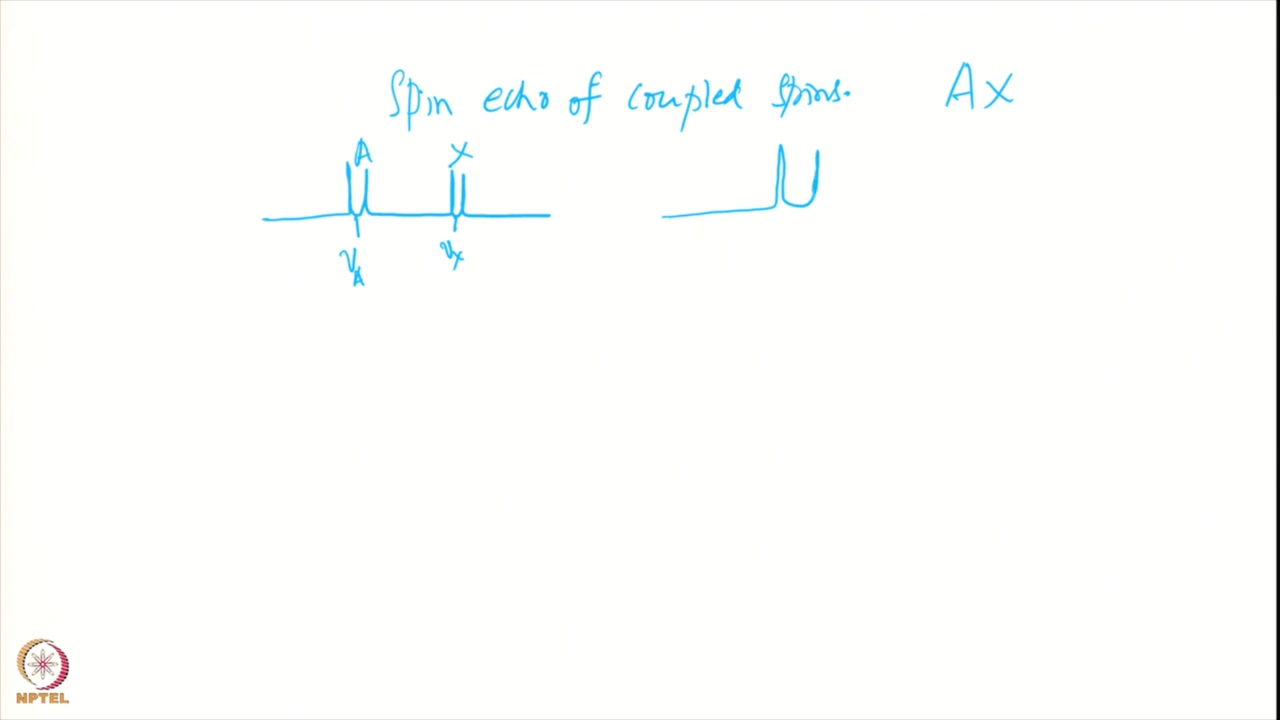 Spin echo of coupled spins. AX
A X
νA νX
NPTEL